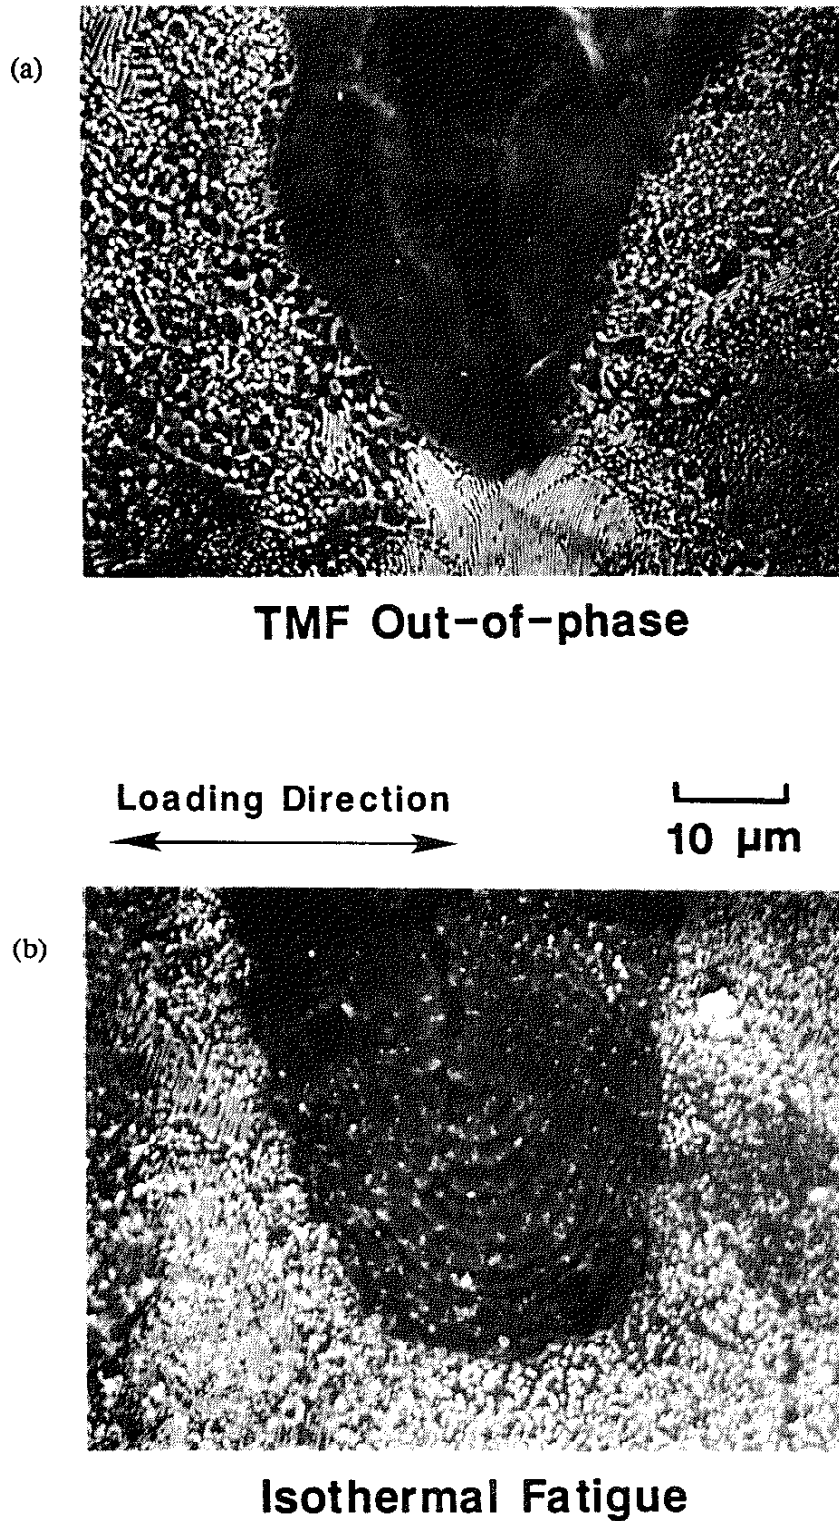 (a)
TMF Out-of-phase
Loading Direction
10 μm
(b)
Isothermal Fatigue